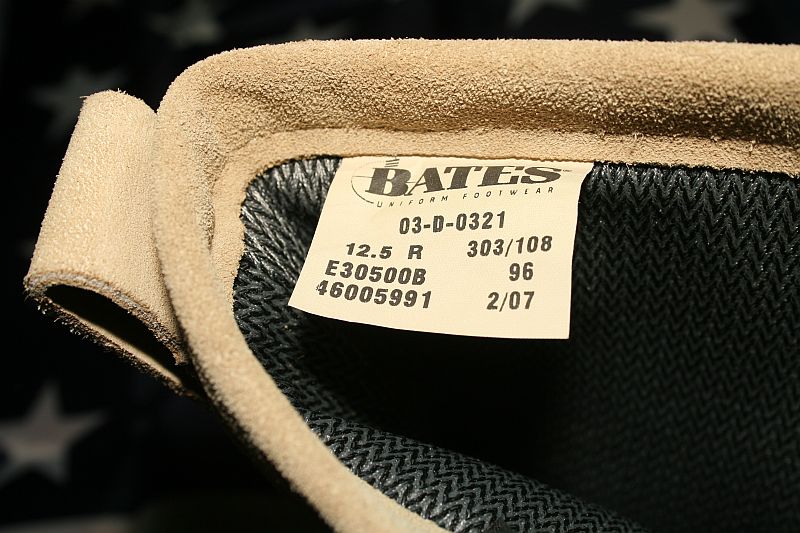 BATES
UNIFORM FOOTWEAR
03-D-0321
12.5 R 303/108
E30500B 96
46005991 2/07